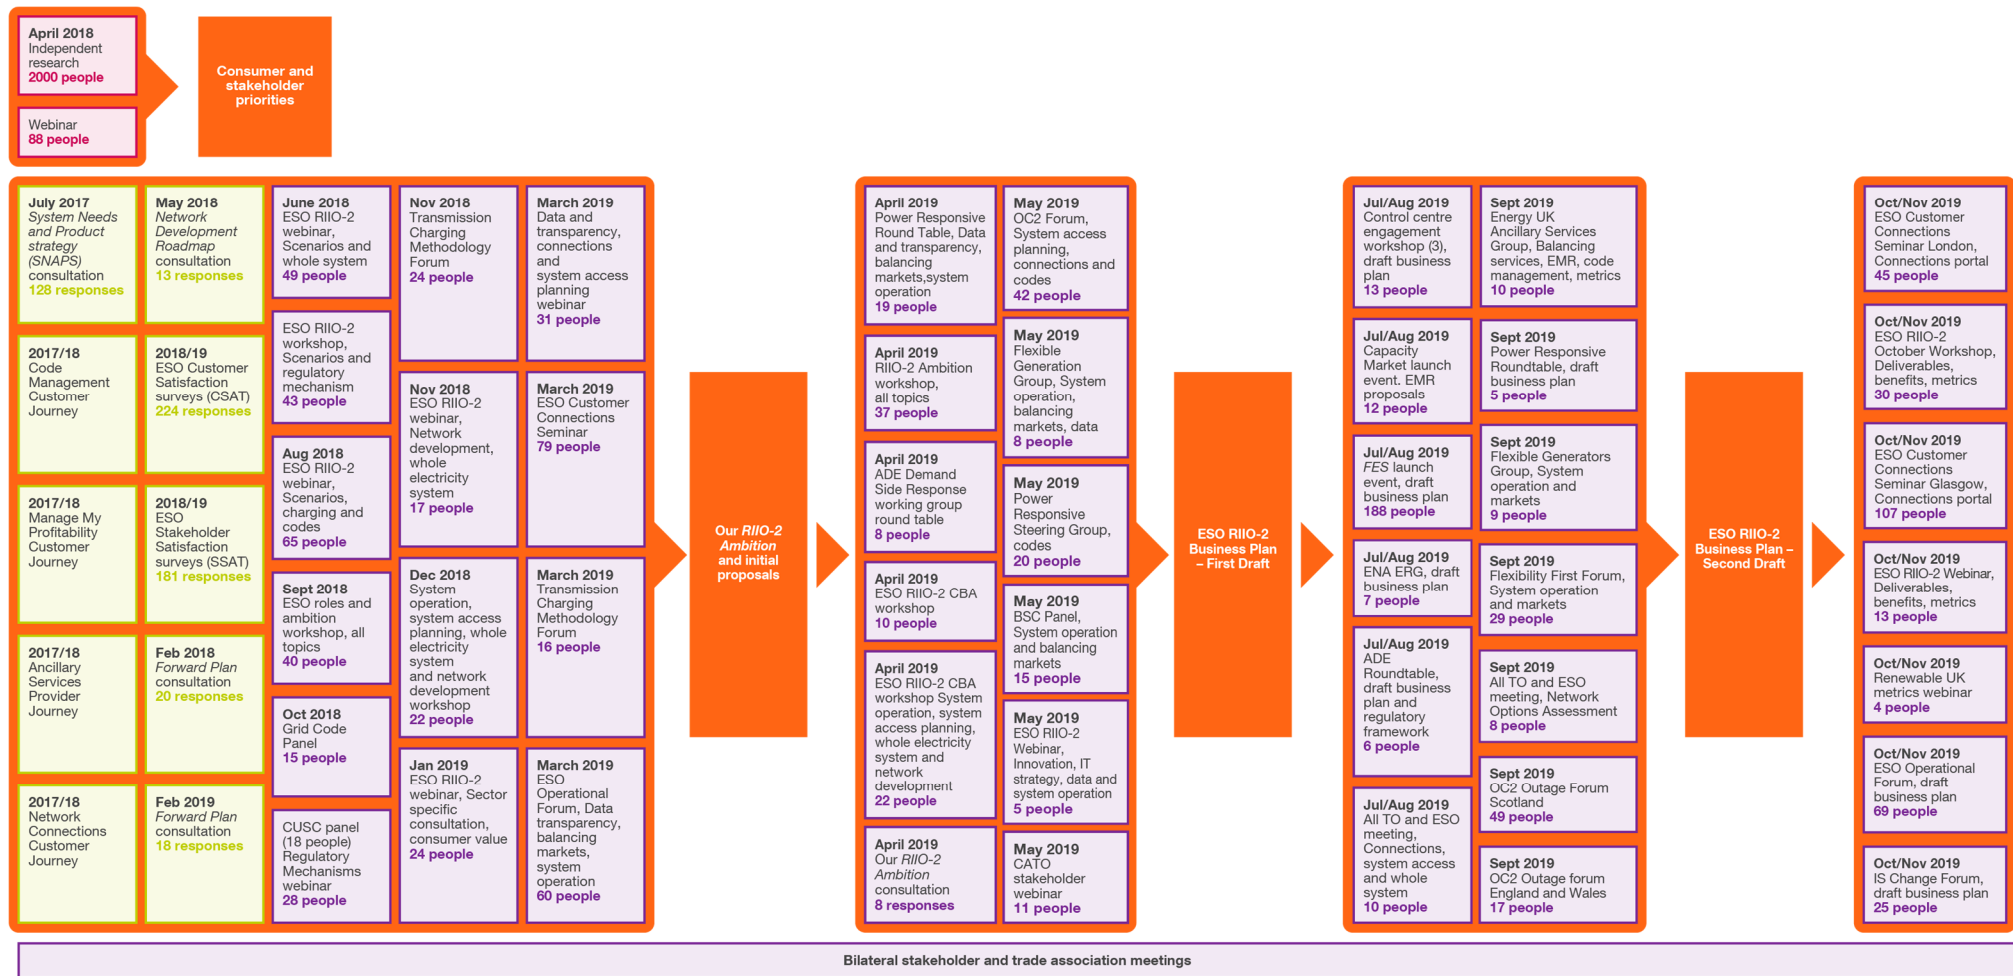 April 2018
Independent
research
2000 people
Webinar
88 people
Consumer and
stakeholder
priorities
July 2017
System Needs
and Product
strategy
(SNAPS)
consultation
128 responses
2017/18
Code
Management
Customer
Journey
2017/18
Manage My
Profitability
Customer
Journey
2017/18
Ancillary
Services
Provider
Journey
2017/18
Network
Connections
Customer
Journey
May 2018
Network
Development
Roadmap
consultation
13 responses
2018/19
ESO Customer
Satisfaction
surveys (CSAT)
224 responses
2018/19
ESO
Stakeholder
Satisfaction
surveys (SSAT)
181 responses
Feb 2018
Forward Plan
consultation
20 responses
Feb 2019
Forward Plan
consultation
18 responses
June 2018
ESO RIIO-2
webinar,
Scenarios and
whole system
49 people
ESO RIIO-2
workshop,
Scenarios and
regulatory
mechanism
43 people
Aug 2018
ESO RIIO-2
webinar,
Scenarios,
charging and
codes
65 people
Sept 2018
ESO roles and
ambition
workshop, all
topics
40 people
Oct 2018
Grid Code
Panel
15 people
CUSC panel
(18 people)
Regulatory
Mechanisms
webinar
28 people
Nov 2018
Transmission
Charging
Methodology
Forum
24 people
Nov 2018
ESO RIIO-2
webinar,
Network
development,
whole
electricity
system
17 people
Dec 2018
System
operation,
system access
planning, whole
electricity
system
and network
development
workshop
22 people
Jan 2019
ESO RIIO-2
webinar, Sector
specific
consultation,
consumer value
24 people
March 2019
Data and
transparency,
connections
and
system access
planning
webinar
31 people
March 2019
ESO Customer
Connections
Seminar
79 people
March 2019
Transmission
Charging
Methodology
Forum
16 people
March 2019
ESO
Operational
Forum, Data
transparency,
balancing
markets,
system
operation
60 people
Our RIIO-2
Ambition
and initial
proposals
April 2019
Power Responsive
Round Table, Data
and transparency,
balancing
markets,system
operation
19 people
April 2019
RIIO-2 Ambition
workshop,
all topics
37 people
April 2019
ADE Demand
Side Response
working group
round table
8 people
April 2019
ESO RIIO-2 CBA
workshop
10 people
April 2019
ESO RIIO-2 CBA
workshop System
operation, system
access planning,
whole electricity
system and
network
development
22 people
April 2019
Our RIIO-2
Ambition
consultation
8 responses
May 2019
OC2 Forum,
System access
planning,
connections and
codes
42 people
May 2019
Flexible
Generation
Group, System
operation,
balancing
markets, data
8 people
May 2019
Power
Responsive
Steering Group,
codes
20 people
May 2019
BSC Panel,
System operation
and balancing
markets
15 people
May 2019
ESO RIIO-2
Webinar,
Innovation, IT
strategy, data and
system operation
5 people
May 2019
CATO
stakeholder
webinar
11 people
ESO RIIO-2
Business Plan
– First Draft
Jul/Aug 2019
Control centre
engagement
workshop (3),
draft business
plan
13 people
Jul/Aug 2019
Capacity
Market launch
event. EMR
proposals
12 people
Jul/Aug 2019
FES launch
event, draft
business plan
188 people
Jul/Aug 2019
ENA ERG, draft
business plan
7 people
Jul/Aug 2019
ADE
Roundtable,
draft business
plan and
regulatory
framework
6 people
Jul/Aug 2019
All TO and ESO
meeting,
Connections,
system access
and whole
system
10 people
Sept 2019
Energy UK
Ancillary Services
Group, Balancing
services, EMR, code
management, metrics
10 people
Sept 2019
Power Responsive
Roundtable, draft
business plan
5 people
Sept 2019
Flexible Generators
Group, System
operation and
markets
9 people
Sept 2019
Flexibility First Forum,
System operation
and markets
29 people
Sept 2019
All TO and ESO
meeting, Network
Options Assessment
8 people
Sept 2019
OC2 Outage Forum
Scotland
49 people
Sept 2019
OC2 Outage forum
England and Wales
17 people
ESO RIIO-2
Business Plan –
Second Draft
Oct/Nov 2019
ESO Customer
Connections
Seminar London,
Connections portal
45 people
Oct/Nov 2019
ESO RIIO-2
October Workshop,
Deliverables,
benefits, metrics
30 people
Oct/Nov 2019
ESO Customer
Connections
Seminar Glasgow,
Connections portal
107 people
Oct/Nov 2019
ESO RIIO-2 Webinar,
Deliverables,
benefits, metrics
13 people
Oct/Nov 2019
Renewable UK
metrics webinar
4 people
Oct/Nov 2019
ESO Operational
Forum, draft
business plan
69 people
Oct/Nov 2019
IS Change Forum,
draft business plan
25 people
Bilateral stakeholder and trade association meetings